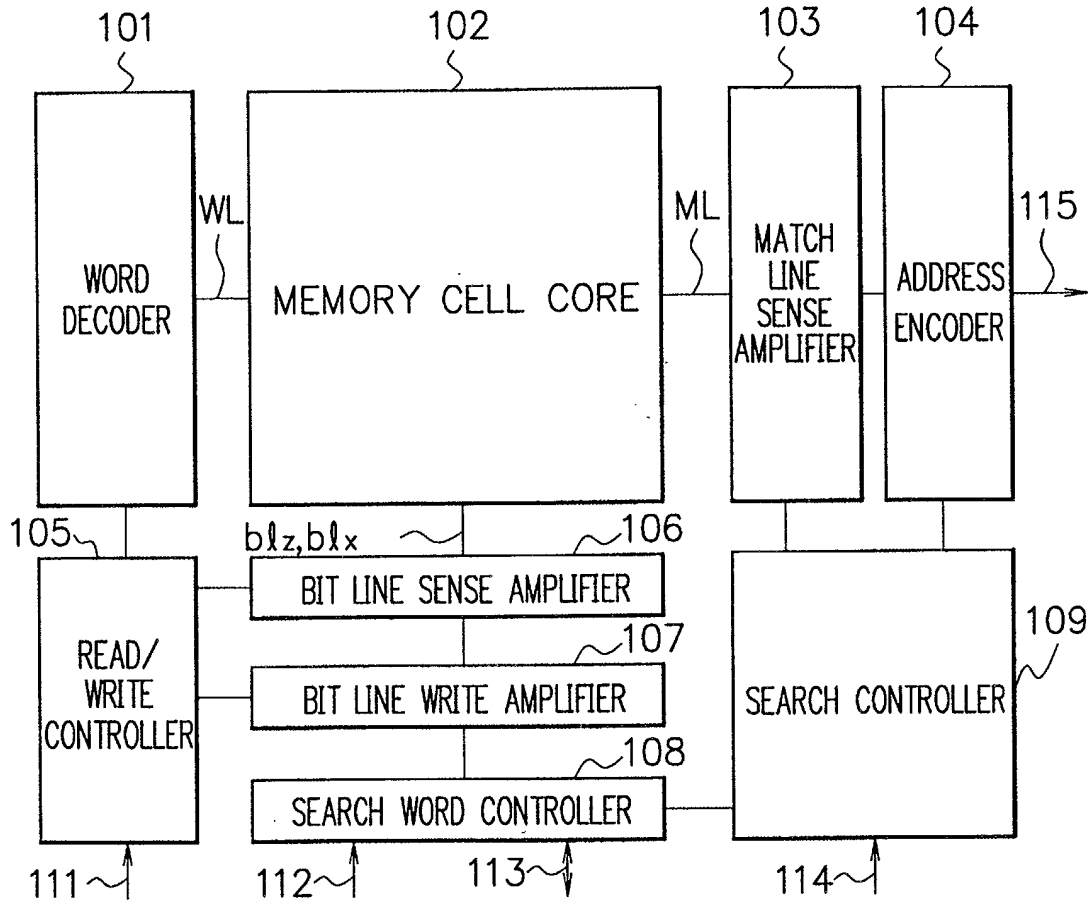 101
102
103
104
WL
ML
115
WORD
DECODER
MEMORY CELL CORE
MATCH
LINE
SENSE
AMPLIFIER
ADDRESS
ENCODER
105
blz, blx
106
BIT LINE SENSE AMPLIFIER
READ/
WRITE
CONTROLLER
107
BIT LINE WRITE AMPLIFIER
109
SEARCH CONTROLLER
108
SEARCH WORD CONTROLLER
111
112
113
114